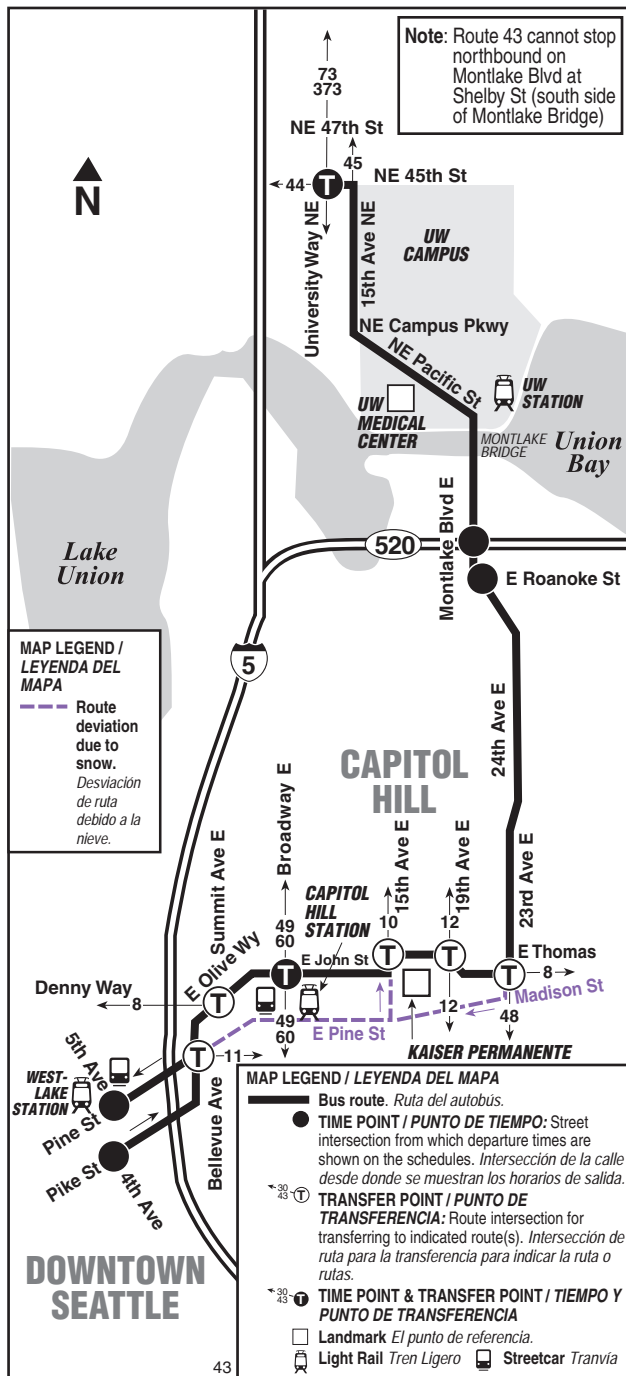 Note: Route 43 cannot stop
northbound on
Montlake Blvd at
Shelby St (south side
of Montlake Bridge)
73
373
NE 47th St
45
44
T
NE 45th St
N
University Way NE
15th Ave NE
UW
CAMPUS
NE Campus Pkwy
NE Pacific St
UW
STATION
UW
MEDICAL
CENTER
MONTLAKE
BRIDGE
Union
Bay
Lake
Union
Montlake Blvd E
520
E Roanoke St
5
MAP LEGEND /
LEYENDA DEL
MAPA
Route
deviation
due to
snow.
Desviación
de ruta
debido a la
nieve.
24th Ave E
CAPITOL
HILL
Broadway E
15th Ave E
19th Ave E
23rd Ave E
Summit Ave E
E Olive Wy
CAPITOL
HILL
STATION
49
60
10
12
E John St
T
T
T
T
E Thomas
8
Denny Way
8
T
49
60
12
48
E Pine St
Madison St
KAISER PERMANENTE
5th Ave
T
11
WEST-
LAKE
STATION
Pine St
Pike St
4th Ave
Bellevue Ave
DOWNTOWN
SEATTLE
43
MAP LEGEND / LEYENDA DEL MAPA
Bus route. Ruta del autobús.
TIME POINT / PUNTO DE TIEMPO: Street
intersection from which departure times are
shown on the schedules. Intersección de la calle
desde donde se muestran los horarios de salida.
30
43
T
TRANSFER POINT / PUNTO DE
TRANSFERENCIA: Route intersection for
transferring to indicated route(s). Intersección de
ruta para la transferencia para indicar la ruta o
rutas.
30
43
T
TIME POINT & TRANSFER POINT / TIEMPO Y
PUNTO DE TRANSFERENCIA
Landmark El punto de referencia.
Light Rail Tren Ligero Streetcar Tranvía